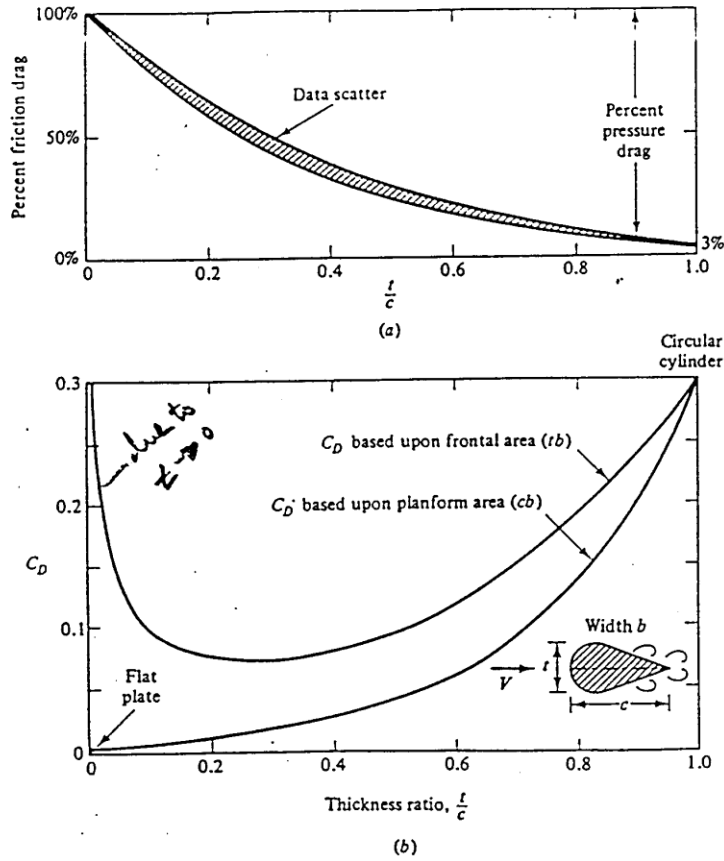 100%
50%
0%
Percent friction drag
Data scatter
Percent
pressure
drag
3%
0 0.2 0.4 0.6 0.8 1.0
t/c
(a)
Circular
cylinder
0.3
0.2
0.1
0
C_D
due to
t → 0
C_D based upon frontal area (tb)
C_D based upon planform area (cb)
Flat
plate
Width b
V
t
c
0 0.2 0.4 0.6 0.8 1.0
Thickness ratio, t/c
(b)